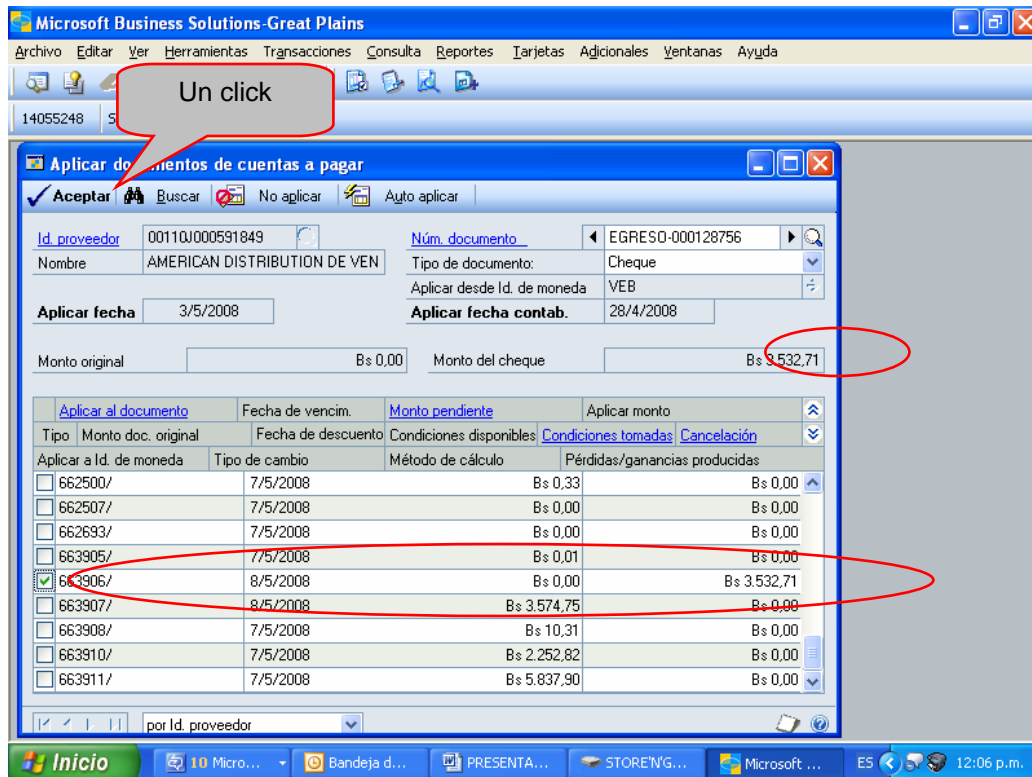 Microsoft Business Solutions-Great Plains
Archivo Editar Ver Herramientas Transacciones Consulta Reportes Tarjetas Adicionales Ventanas Ayuda
Un click
14055248
Aplicar documentos de cuentas a pagar
Aceptar Buscar No aplicar Auto aplicar
Id. proveedor 00110J000591849 Núm. documento EGRESO-000128756
Nombre AMERICAN DISTRIBUTION DE VEN Tipo de documento: Cheque
Aplicar desde Id. de moneda VEB
Aplicar fecha 3/5/2008 Aplicar fecha contab. 28/4/2008
Monto original Bs 0,00 Monto del cheque Bs 3.532,71
Aplicar al documento Fecha de vencim. Monto pendiente Aplicar monto
Tipo Monto doc. original Fecha de descuento Condiciones disponibles Condiciones tomadas Cancelación
Aplicar a Id. de moneda Tipo de cambio Método de cálculo Pérdidas/ganancias producidas
662500/ 7/5/2008 Bs 0,33 Bs 0,00
662507/ 7/5/2008 Bs 0,00 Bs 0,00
662693/ 7/5/2008 Bs 0,00 Bs 0,00
663905/ 7/5/2008 Bs 0,01 Bs 0,00
663906/ 8/5/2008 Bs 0,00 Bs 3.532,71
663907/ 8/5/2008 Bs 3.574,75 Bs 0,00
663908/ 7/5/2008 Bs 10,31 Bs 0,00
663910/ 7/5/2008 Bs 2.252,82 Bs 0,00
663911/ 7/5/2008 Bs 5.837,90 Bs 0,00
por Id. proveedor
Inicio 10 Micro... Bandeja d... PRESENTA... STORE'N'G... Microsoft ... ES 12:06 p.m.